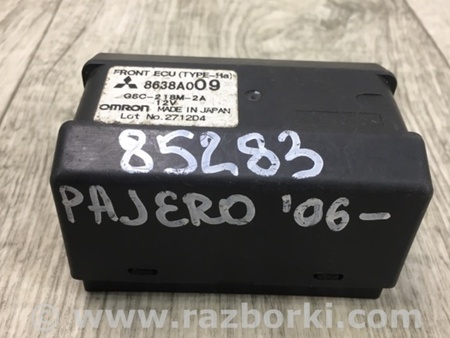 FRONT ECU (TYPE-Ha)
8638A009
G8C-218M-2A
12V
OMRON MADE IN JAPAN
Lot No.2712D4
85283
PAJERO '06-
© www.razborki.com